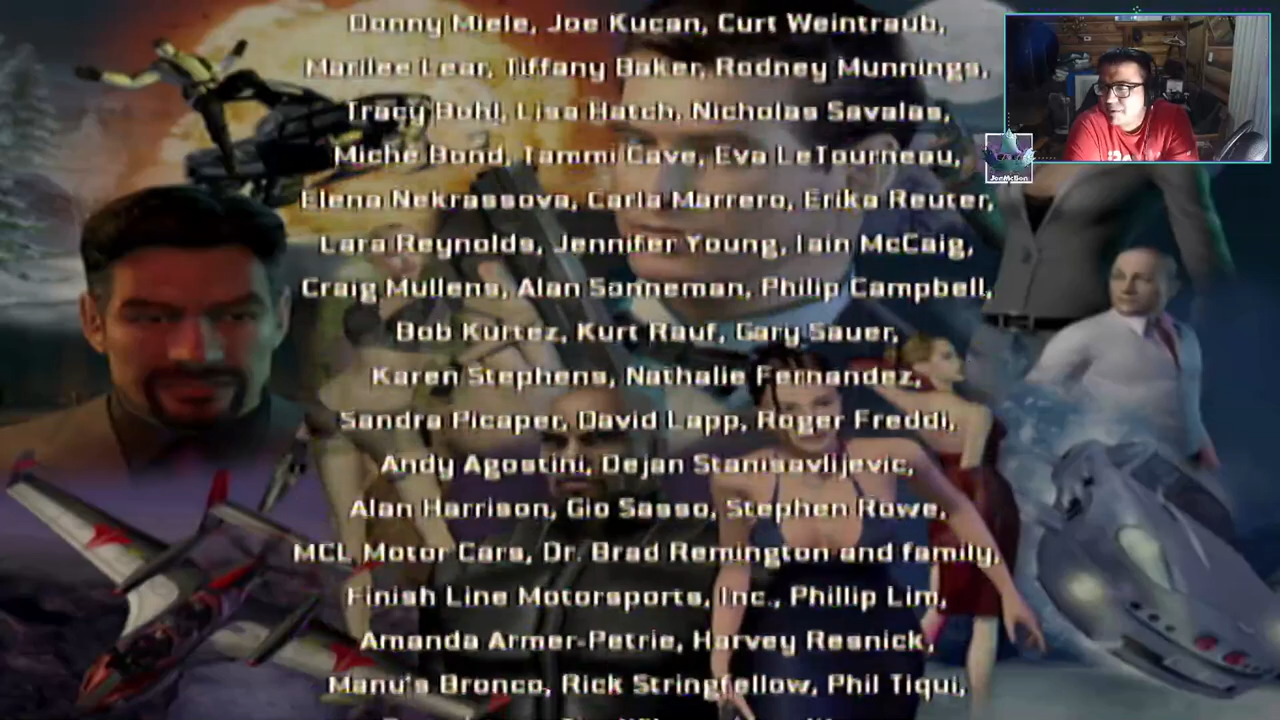 Donny Miele, Joe Kucan, Curt Weintraub,
Marilee Lear, Tiffany Baker, Rodney Munnings,
Tracy Buhl, Lisa Hatch, Nicholas Savalas,
Miche Bond, Tammi Cave, Eva LeTourneau,
Elena Nekrassova, Carla Marrero, Erika Reuter,
Lara Reynolds, Jennifer Young, Iain McCaig,
Craig Mullens, Alan Sonneman, Philip Campbell,
Bob Kurtez, Kurt Rauf, Gary Sauer,
Karen Stephens, Nathalie Fernandez,
Sandra Picaper, David Lapp, Roger Freddi,
Andy Agostini, Dejan Stanisavljevic,
Alan Harrison, Gio Sasso, Stephen Rowe,
MCL Motor Cars, Dr. Brad Remington and family,
Finish Line Motorsports, Inc., Phillip Lim,
Amanda Armer-Petrie, Harvey Resnick,
Manu's Bronco, Rick Stringfellow, Phil Tiqui,